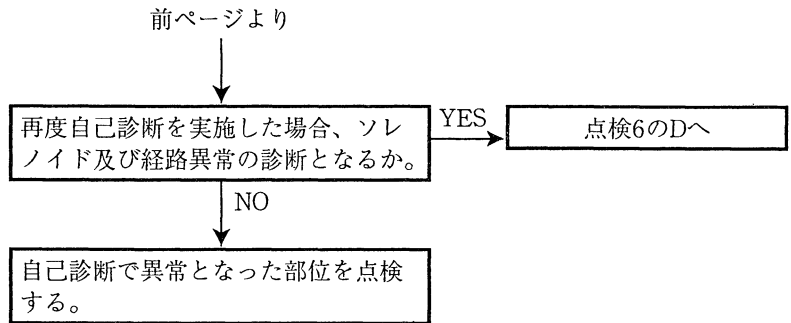 前ページより
再度自己診断を実施した場合、ソレ
ノイド及び経路異常の診断となるか。
YES
点検6のDへ
NO
自己診断で異常となった部位を点検
する。